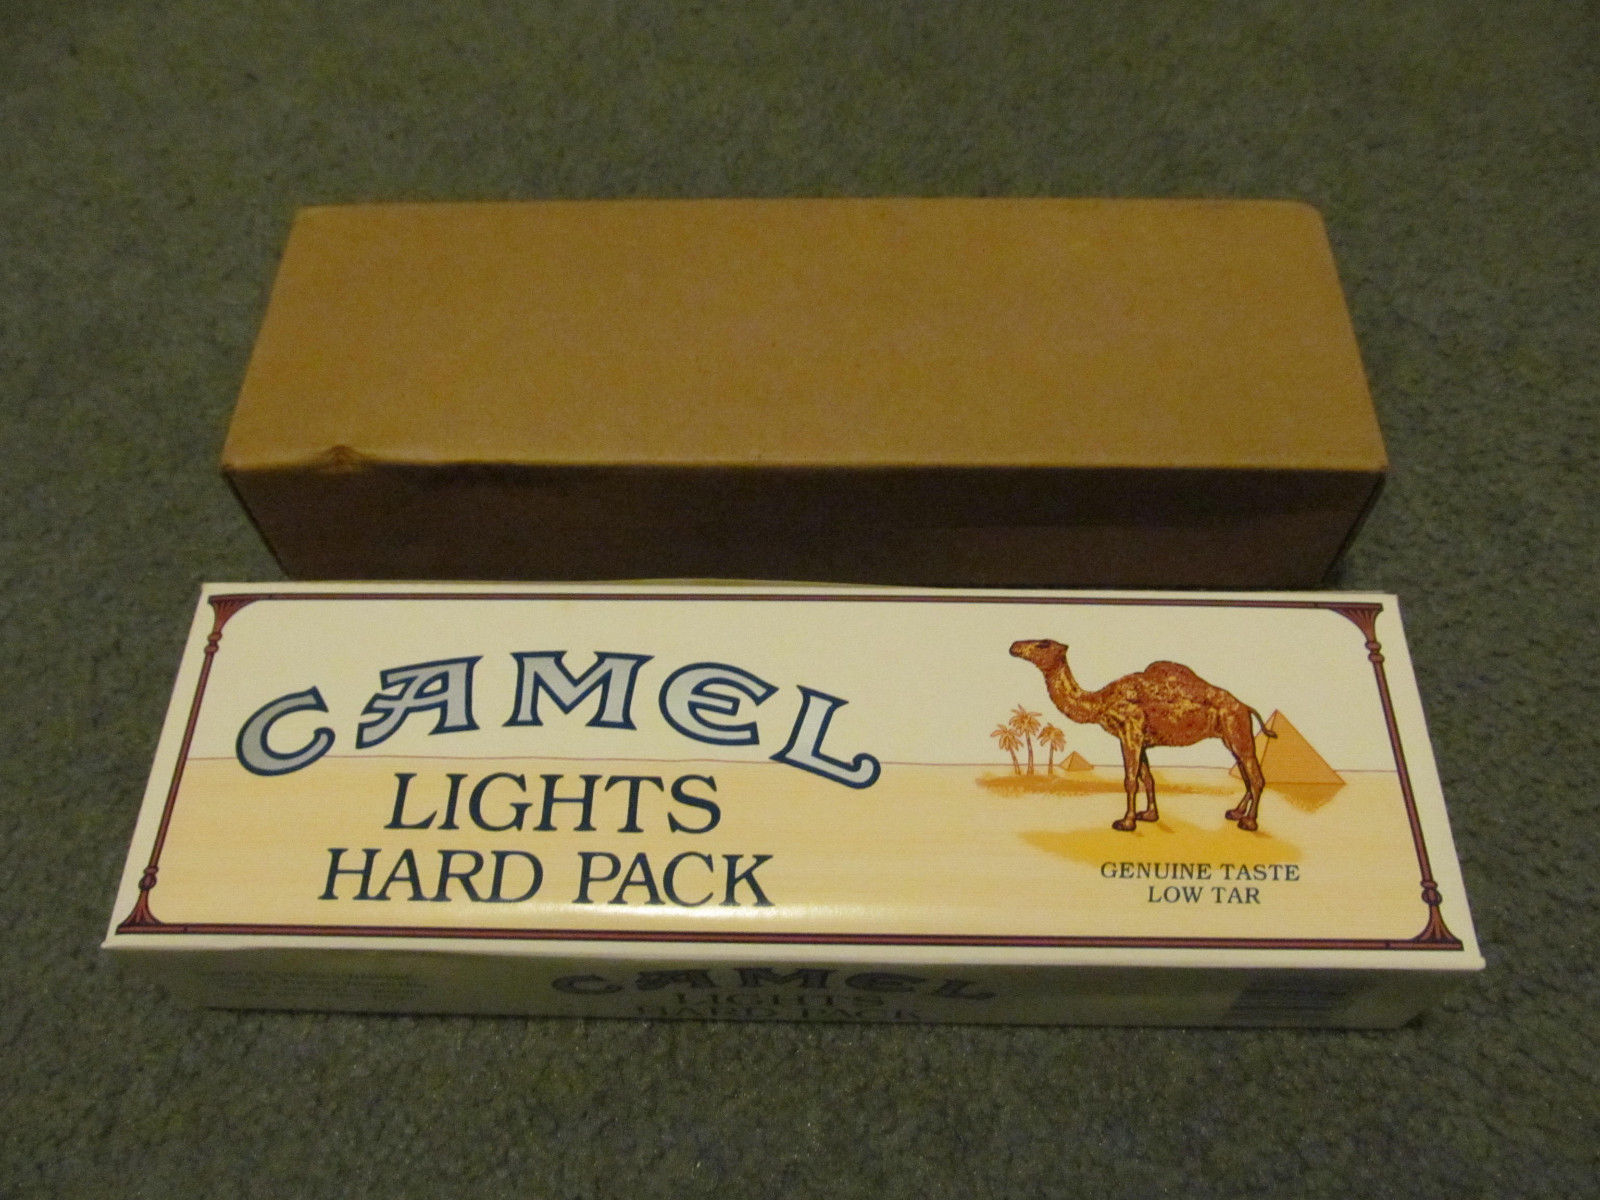 CAMEL
LIGHTS
HARD PACK
GENUINE TASTE
LOW TAR
CAMEL
LIGHTS
HARD PACK